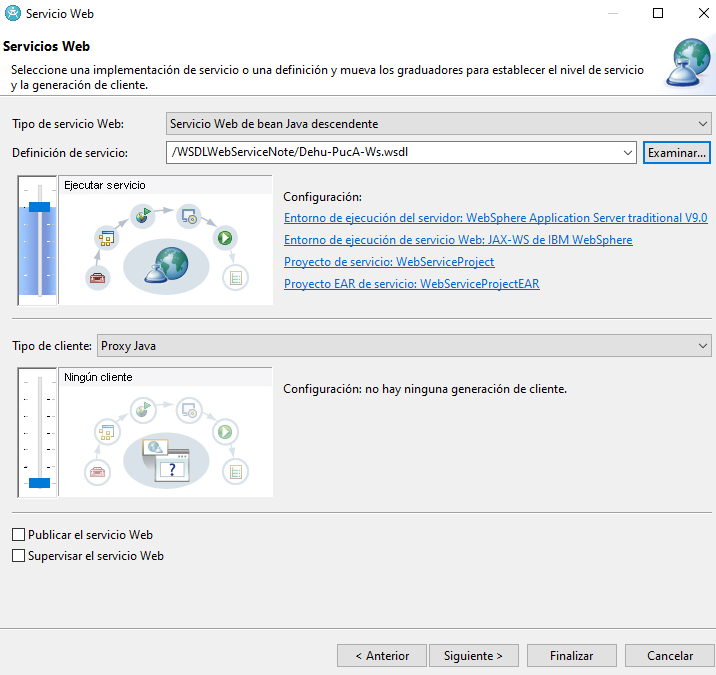 Servicio Web
Servicios Web
Seleccione una implementación de servicio o una definición y mueva los graduadores para establecer el nivel de servicio
y la generación de cliente.
Tipo de servicio Web: Servicio Web de bean Java descendente
Definición de servicio: /WSDLWebServiceNote/Dehu-PucA-Ws.wsdl Examinar...
Ejecutar servicio
Configuración:
Entorno de ejecución del servidor: WebSphere Application Server traditional V9.0
Entorno de ejecución de servicio Web: JAX-WS de IBM WebSphere
Proyecto de servicio: WebServiceProject
Proyecto EAR de servicio: WebServiceProjectEAR
Tipo de cliente: Proxy Java
Ningún cliente
Configuración: no hay ninguna generación de cliente.
?
Publicar el servicio Web
Supervisar el servicio Web
< Anterior Siguiente > Finalizar Cancelar